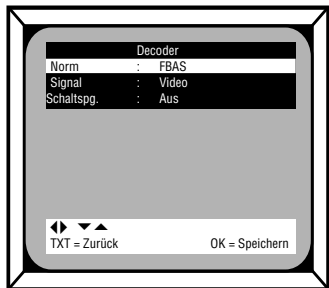 Decoder
Norm : FBAS
Signal : Video
Schaltspg. : Aus
TXT = Zurück OK = Speichern